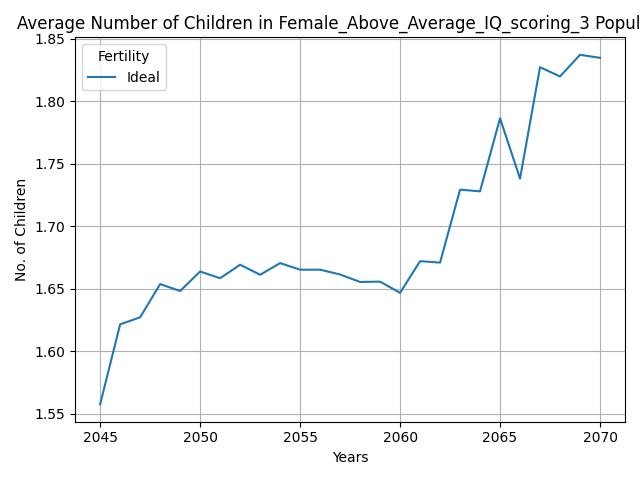 Average Number of Children in Female_Above_Average_IQ_scoring_3 Popul
1.85
1.80
1.75
1.70
1.65
1.60
1.55
No. of Children
Fertility
Ideal
2045 2050 2055 2060 2065 2070
Years